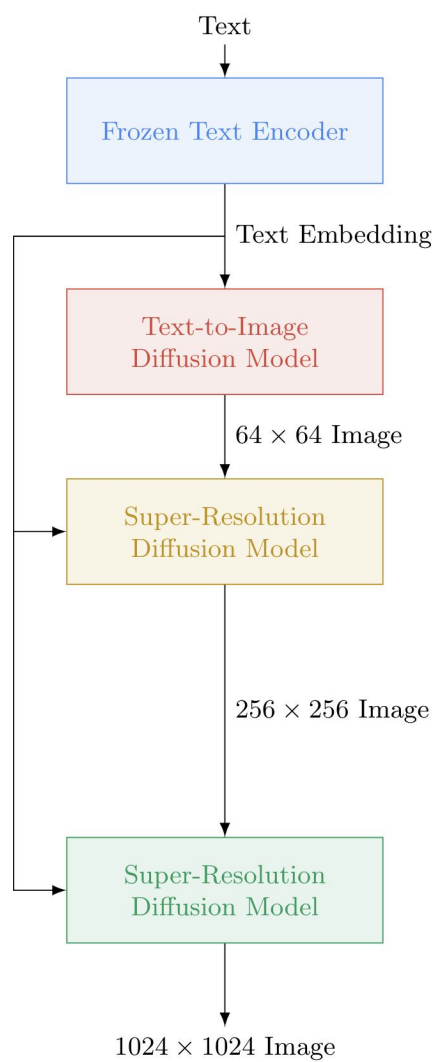 Text
Frozen Text Encoder
Text Embedding
Text-to-Image
Diffusion Model
64 × 64 Image
Super-Resolution
Diffusion Model
256 × 256 Image
Super-Resolution
Diffusion Model
1024 × 1024 Image